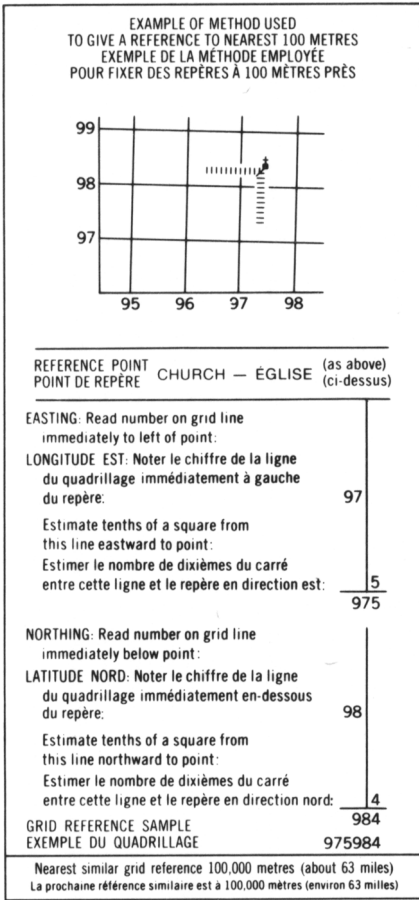 EXAMPLE OF METHOD USED
TO GIVE A REFERENCE TO NEAREST 100 METRES
EXEMPLE DE LA MÉTHODE EMPLOYÉE
POUR FIXER DES REPÈRES À 100 MÈTRES PRÈS
99
98
97
95 96 97 98
REFERENCE POINT
POINT DE REPÈRE
CHURCH — ÉGLISE
(as above)
(ci-dessus)
EASTING: Read number on grid line
immediately to left of point:
LONGITUDE EST: Noter le chiffre de la ligne
du quadrillage immédiatement à gauche
du repère: 97
Estimate tenths of a square from
this line eastward to point:
Estimer le nombre de dixièmes du carré
entre cette ligne et le repère en direction est: 5
975
NORTHING: Read number on grid line
immediately below point:
LATITUDE NORD: Noter le chiffre de la ligne
du quadrillage immédiatement en-dessous
du repère: 98
Estimate tenths of a square from
this line northward to point:
Estimer le nombre de dixièmes du carré
entre cette ligne et le repère en direction nord: 4
984
GRID REFERENCE SAMPLE
EXEMPLE DU QUADRILLAGE 975984
Nearest similar grid reference 100,000 metres (about 63 miles)
La prochaine référence similaire est à 100,000 mètres (environ 63 milles)